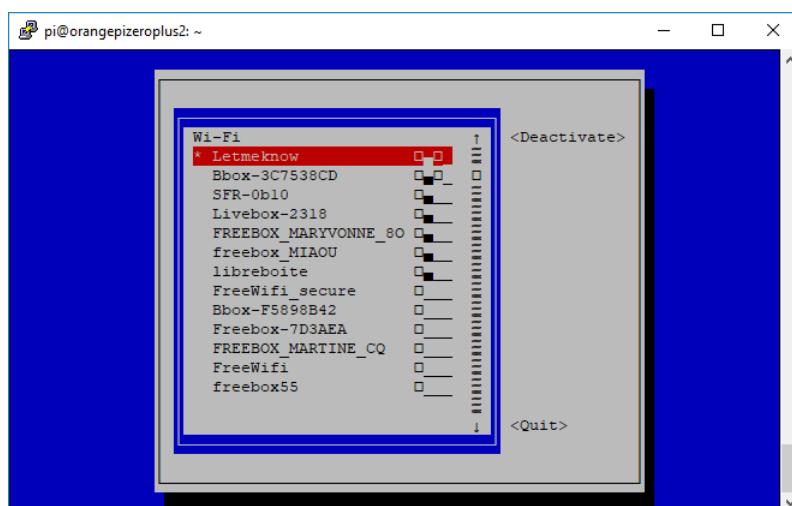 pi@orangepizeroplus2: ~
Wi-Fi <Deactivate>
* Letmeknow
Bbox-3C7538CD
SFR-0b10
Livebox-2318
FREEBOX_MARYVONNE_8O
freebox_MIAOU
libreboite
FreeWifi_secure
Bbox-F5898B42
Freebox-7D3AEA
FREEBOX_MARTINE_CQ
FreeWifi
freebox55
<Quit>